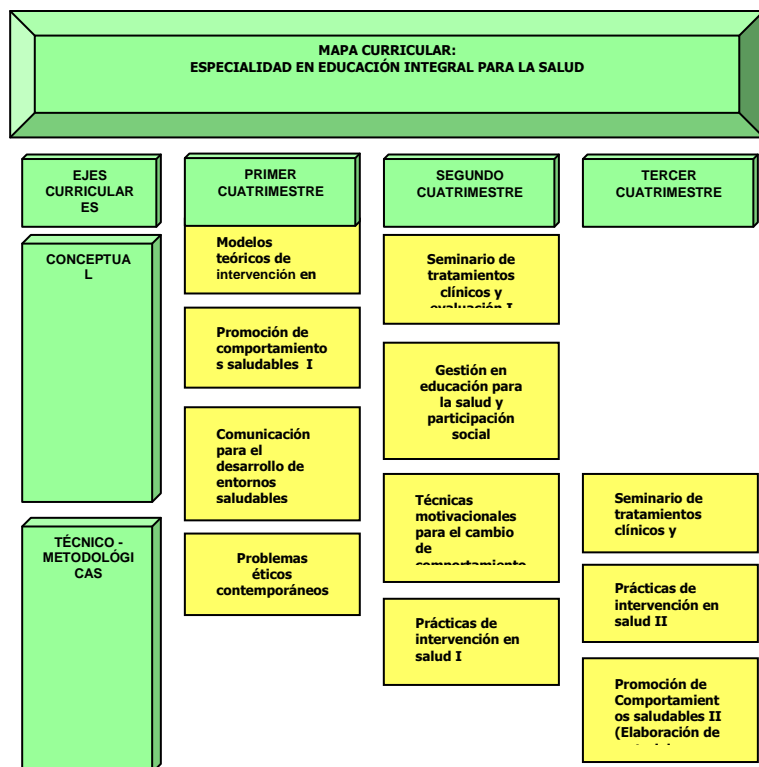 MAPA CURRICULAR:
ESPECIALIDAD EN EDUCACIÓN INTEGRAL PARA LA SALUD
EJES
CURRICULAR
ES
PRIMER
CUATRIMESTRE
SEGUNDO
CUATRIMESTRE
TERCER
CUATRIMESTRE
CONCEPTUA
L
TÉCNICO -
METODOLÓGI
CAS
Modelos
teóricos de
intervención en
Promoción de
comportamiento
s saludables I
Comunicación
para el
desarrollo de
entornos
saludables
Problemas
éticos
contemporáneos
Seminario de
tratamientos
clínicos y
evaluación I
Gestión en
educación para
la salud y
participación
social
Técnicas
motivacionales
para el cambio
de
comportamiento
Prácticas de
intervención en
salud I
Seminario de
tratamientos
clínicos y
Prácticas de
intervención en
salud II
Promoción de
Comportamient
os saludables II
(Elaboración de